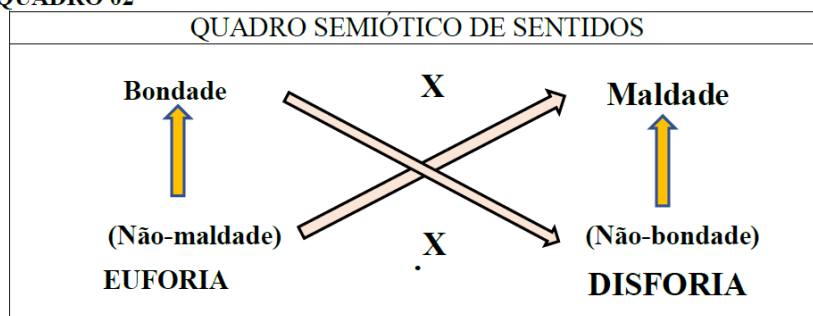 QUADRO 02
QUADRO SEMIÓTICO DE SENTIDOS
Bondade X Maldade
(Não-maldade) X (Não-bondade)
.
EUFORIA DISFORIA